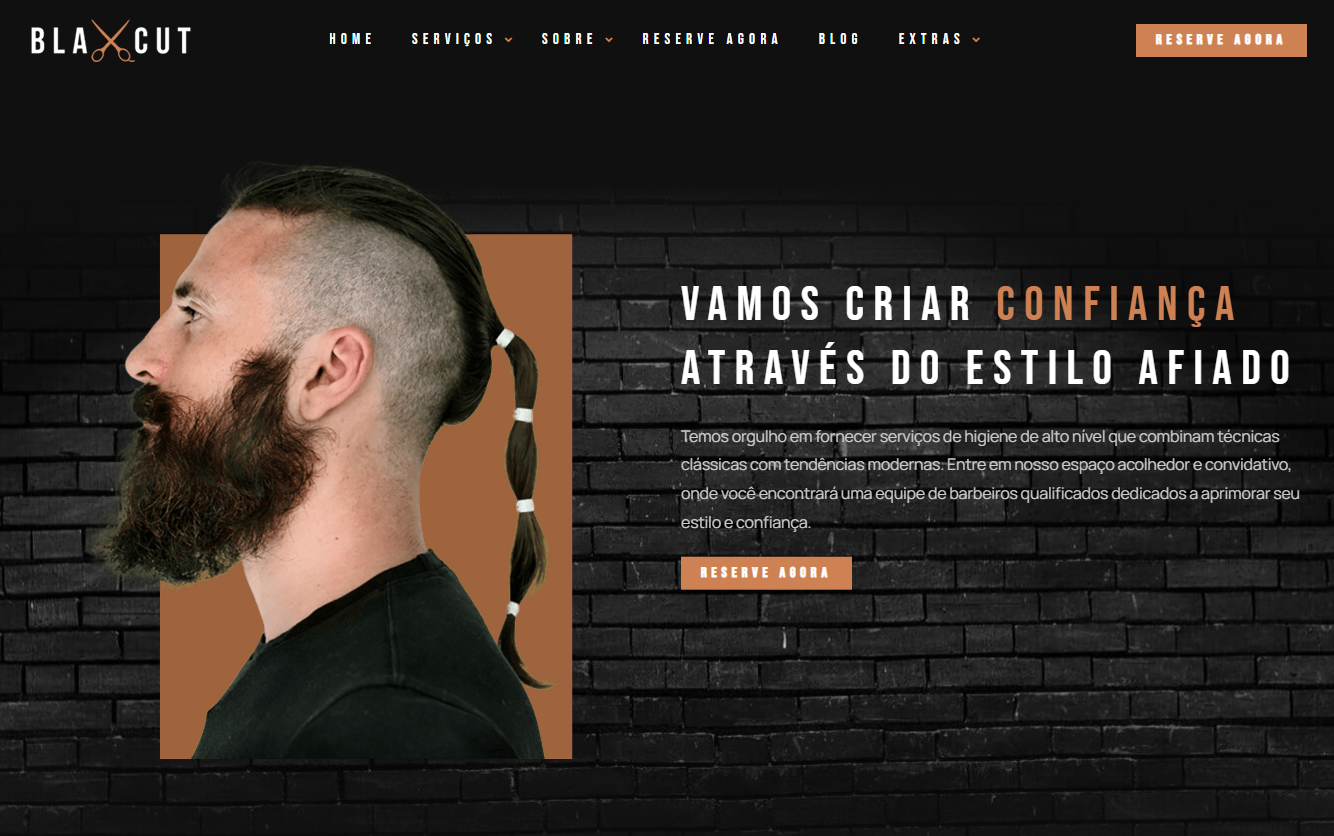 BLAXCUT
HOME SERVIÇOS SOBRE RESERVE AGORA BLOG EXTRAS
RESERVE AGORA
VAMOS CRIAR CONFIANÇA
ATRAVÉS DO ESTILO AFIADO
Temos orgulho em fornecer serviços de higiene de alto nível que combinam técnicas
clássicas com tendências modernas. Entre em nosso espaço acolhedor e convidativo,
onde você encontrará uma equipe de barbeiros qualificados dedicados a aprimorar seu
estilo e confiança.
RESERVE AGORA